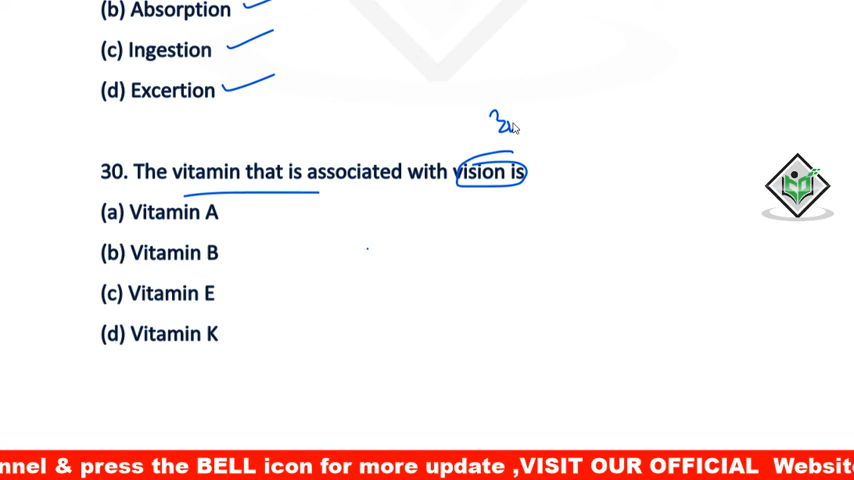 (b) Absorption
(c) Ingestion
(d) Excertion
30. The vitamin that is associated with vision is
(a) Vitamin A
(b) Vitamin B
(c) Vitamin E
(d) Vitamin K
nnel & press the BELL icon for more update ,VISIT OUR OFFICIAL Website